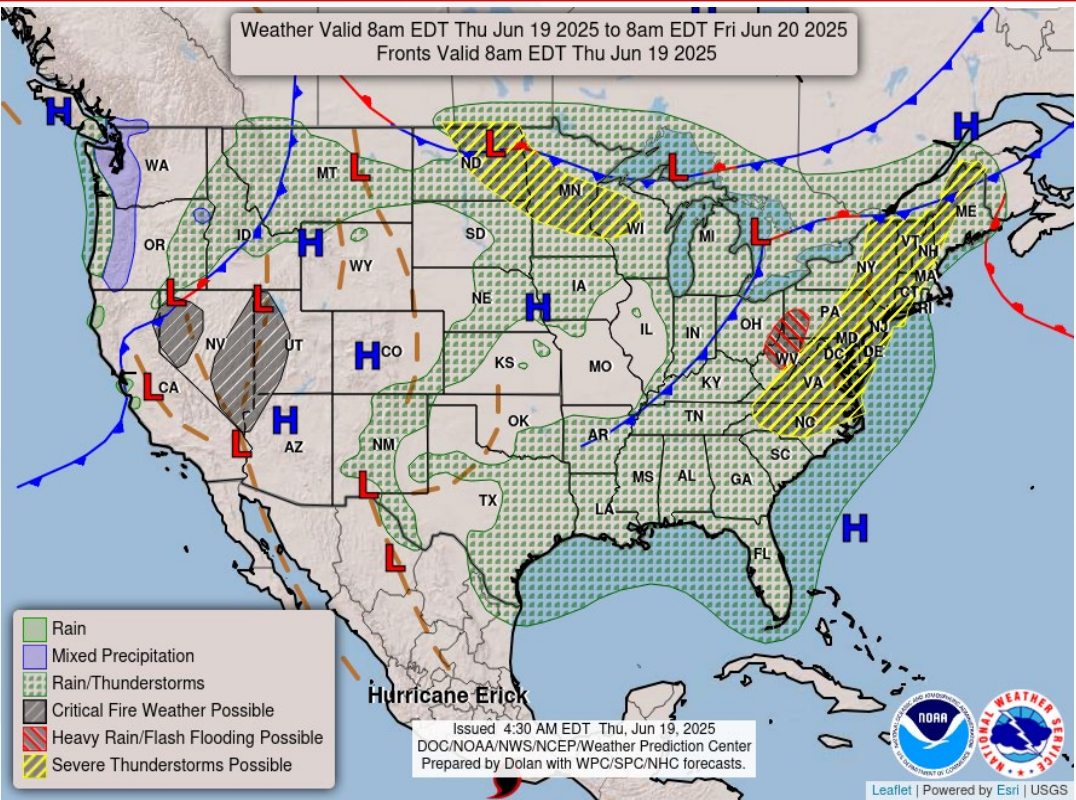 Weather Valid 8am EDT Thu Jun 19 2025 to 8am EDT Fri Jun 20 2025
Fronts Valid 8am EDT Thu Jun 19 2025
H
H
WA
MT
L
ND
L
MN
L
ME
OR
ID
H
WY
SD
WI
MI
L
NY
VT
NH
MA
CT
RI
L
L
NE
H
IA
IL
IN
OH
PA
NJ
MD
DC
DE
WV
NV
UT
H
CO
KS
MO
KY
VA
L
CA
H
AZ
NM
OK
AR
TN
NC
L
L
TX
MS
AL
GA
SC
LA
H
L
FL
Rain
Mixed Precipitation
Rain/Thunderstorms
Critical Fire Weather Possible
Heavy Rain/Flash Flooding Possible
Severe Thunderstorms Possible
Hurricane Erick
Issued 4:30 AM EDT Thu, Jun 19, 2025
DOC/NOAA/NWS/NCEP/Weather Prediction Center
Prepared by Dolan with WPC/SPC/NHC forecasts.
NOAA
NATIONAL WEATHER SERVICE
Leaflet | Powered by Esri | USGS